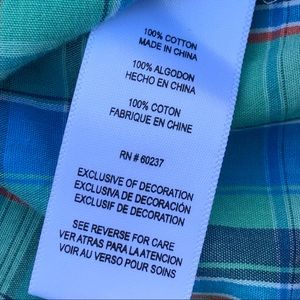 100% COTTON
MADE IN CHINA
100% ALGODON
HECHO EN CHINA
100% COTON
FABRIQUE EN CHINE
RN # 60237
EXCLUSIVE OF DECORATION
EXCLUSIVA DE DECORACIÓN
EXCLUSIF DE DECORATION
SEE REVERSE FOR CARE
VER ATRAS PARA LA ATENCION
VOIR AU VERSO POUR SOINS